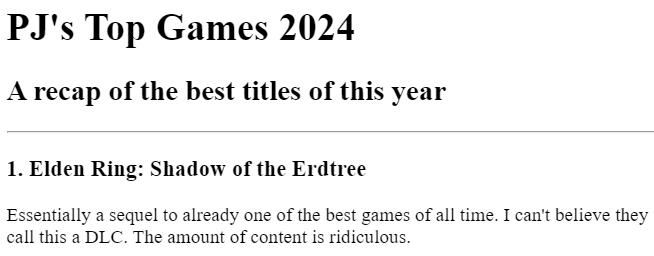 PJ's Top Games 2024
A recap of the best titles of this year
1. Elden Ring: Shadow of the Erdtree
Essentially a sequel to already one of the best games of all time. I can't believe they
call this a DLC. The amount of content is ridiculous.